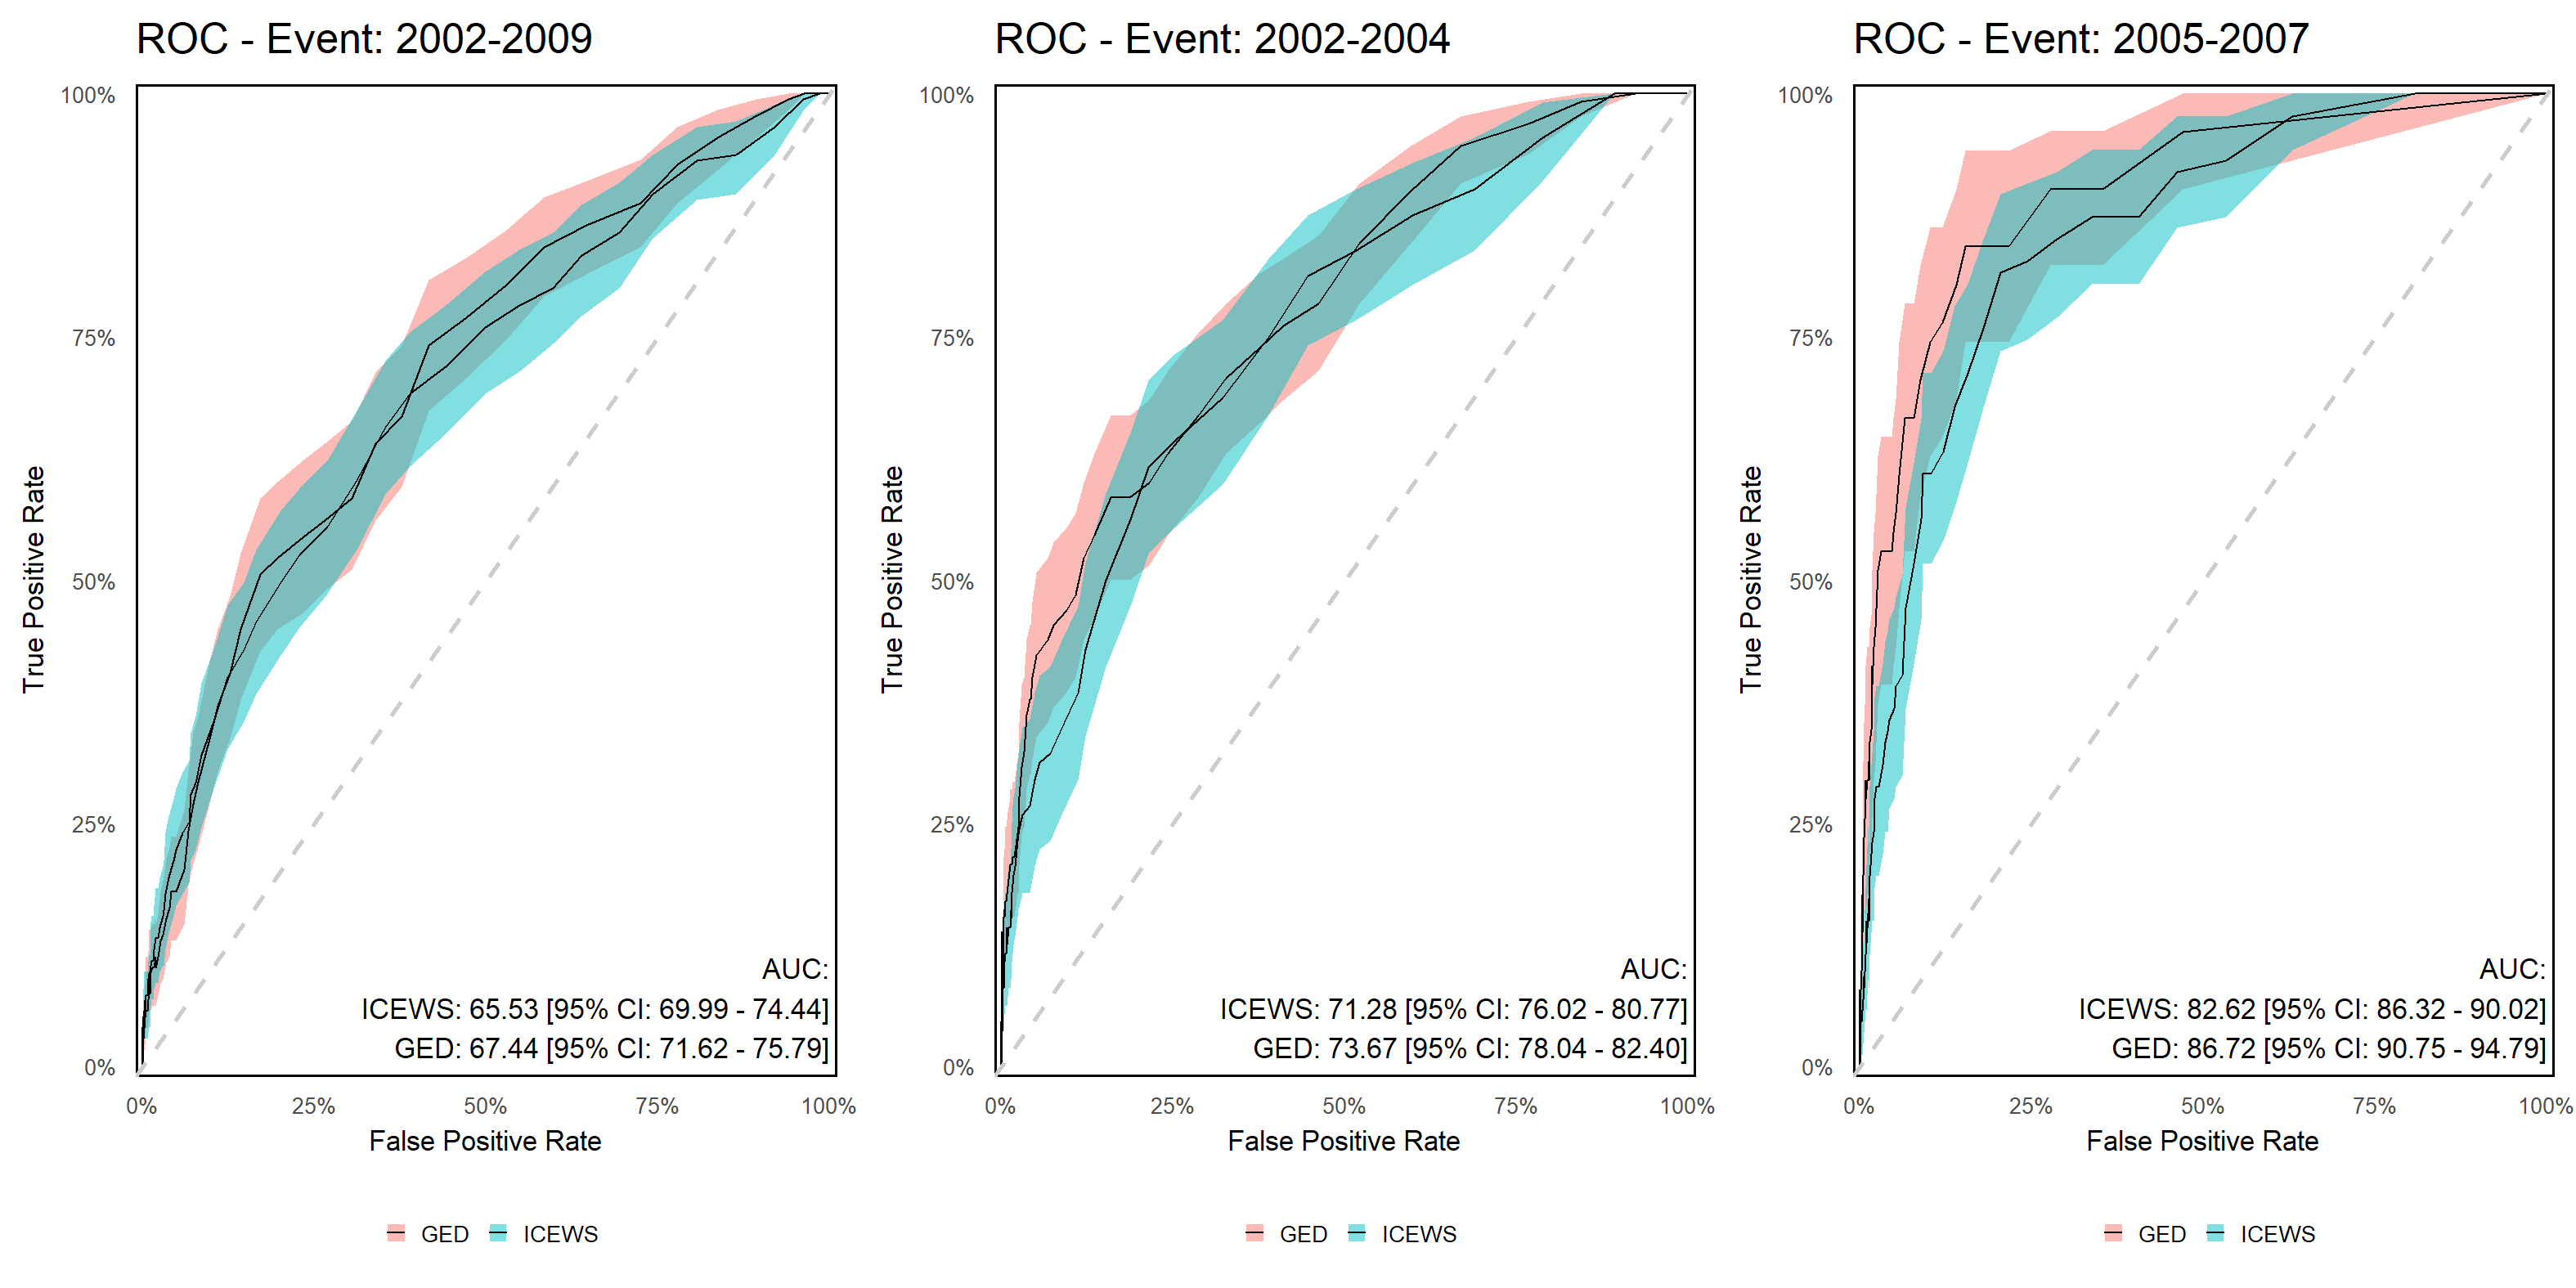 ROC - Event: 2002-2009
100%
75%
50%
25%
0%
True Positive Rate
AUC:
ICEWS: 65.53 [95% CI: 69.99 - 74.44]
GED: 67.44 [95% CI: 71.62 - 75.79]
0% 25% 50% 75% 100%
False Positive Rate
GED ICEWS
ROC - Event: 2002-2004
100%
75%
50%
25%
0%
True Positive Rate
AUC:
ICEWS: 71.28 [95% CI: 76.02 - 80.77]
GED: 73.67 [95% CI: 78.04 - 82.40]
0% 25% 50% 75% 100%
False Positive Rate
GED ICEWS
ROC - Event: 2005-2007
100%
75%
50%
25%
0%
True Positive Rate
AUC:
ICEWS: 82.62 [95% CI: 86.32 - 90.02]
GED: 86.72 [95% CI: 90.75 - 94.79]
0% 25% 50% 75% 100%
False Positive Rate
GED ICEWS